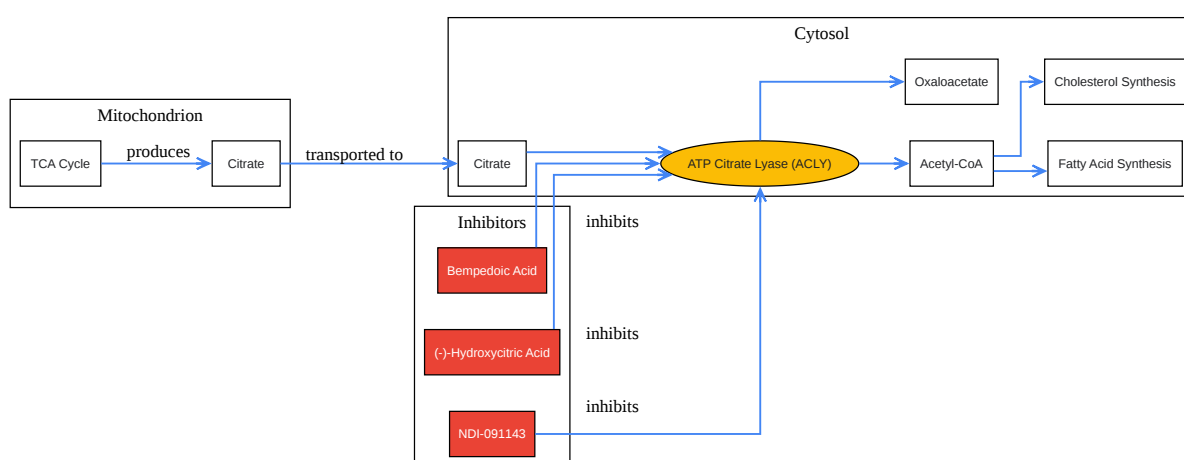 Cytosol
Oxaloacetate
Cholesterol Synthesis
Mitochondrion
TCA Cycle
produces
Citrate
transported to
Citrate
ATP Citrate Lyase (ACLY)
Acetyl-CoA
Fatty Acid Synthesis
Inhibitors
inhibits
Bempedoic Acid
inhibits
(-)-Hydroxycitric Acid
inhibits
NDI-091143